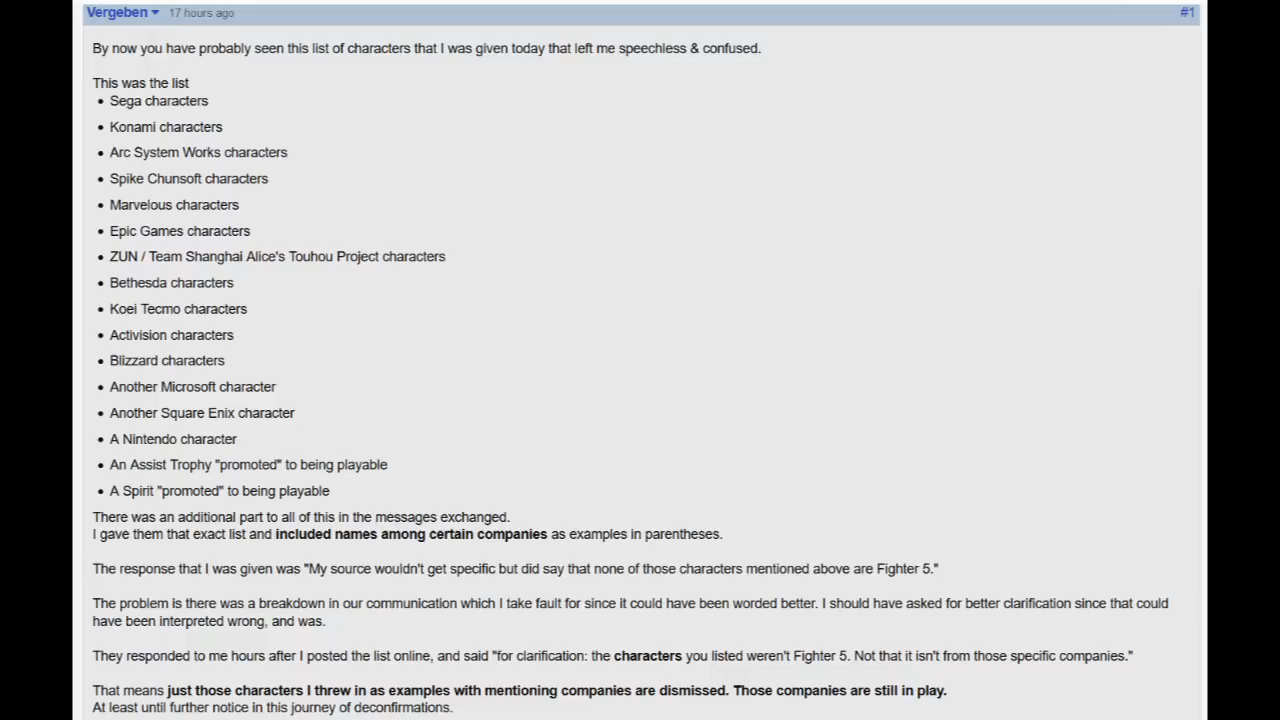 Vergeben 17 hours ago #1
By now you have probably seen this list of characters that I was given today that left me speechless & confused.
This was the list
• Sega characters
• Konami characters
• Arc System Works characters
• Spike Chunsoft characters
• Marvelous characters
• Epic Games characters
• ZUN / Team Shanghai Alice's Touhou Project characters
• Bethesda characters
• Koei Tecmo characters
• Activision characters
• Blizzard characters
• Another Microsoft character
• Another Square Enix character
• A Nintendo character
• An Assist Trophy "promoted" to being playable
• A Spirit "promoted" to being playable
There was an additional part to all of this in the messages exchanged.
I gave them that exact list and included names among certain companies as examples in parentheses.
The response that I was given was "My source wouldn't get specific but did say that none of those characters mentioned above are Fighter 5."
The problem is there was a breakdown in our communication which I take fault for since it could have been worded better. I should have asked for better clarification since that could
have been interpreted wrong, and was.
They responded to me hours after I posted the list online, and said "for clarification: the characters you listed weren't Fighter 5. Not that it isn't from those specific companies."
That means just those characters I threw in as examples with mentioning companies are dismissed. Those companies are still in play.
At least until further notice in this journey of deconfirmations.